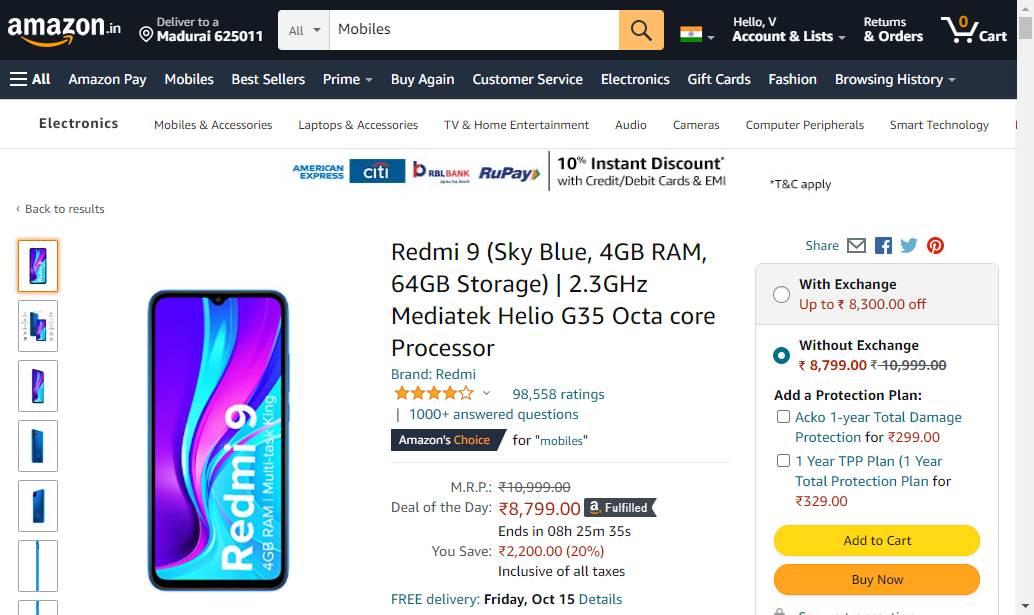 amazon.in
Deliver to a
Madurai 625011
All
Mobiles
Hello, V
Account & Lists
Returns
& Orders
0
Cart
All
Amazon Pay
Mobiles
Best Sellers
Prime
Buy Again
Customer Service
Electronics
Gift Cards
Fashion
Browsing History
Electronics
Mobiles & Accessories
Laptops & Accessories
TV & Home Entertainment
Audio
Cameras
Computer Peripherals
Smart Technology
AMERICAN EXPRESS
citi
RBLBANK
RuPay
10% Instant Discount*
with Credit/Debit Cards & EMI
*T&C apply
‹ Back to results
Redmi 9
4GB RAM | Multi-task King
Redmi 9 (Sky Blue, 4GB RAM,
64GB Storage) | 2.3GHz
Mediatek Helio G35 Octa core
Processor
Brand: Redmi
98,558 ratings
| 1000+ answered questions
Amazon's Choice for "mobiles"
M.R.P.: ₹10,999.00
Deal of the Day: ₹8,799.00 a Fulfilled
Ends in 08h 25m 35s
You Save: ₹2,200.00 (20%)
Inclusive of all taxes
FREE delivery: Friday, Oct 15 Details
Share
With Exchange
Up to ₹ 8,300.00 off
Without Exchange
₹ 8,799.00 ₹ 10,999.00
Add a Protection Plan:
Acko 1-year Total Damage
Protection for ₹299.00
1 Year TPP Plan (1 Year
Total Protection Plan for
₹329.00
Add to Cart
Buy Now